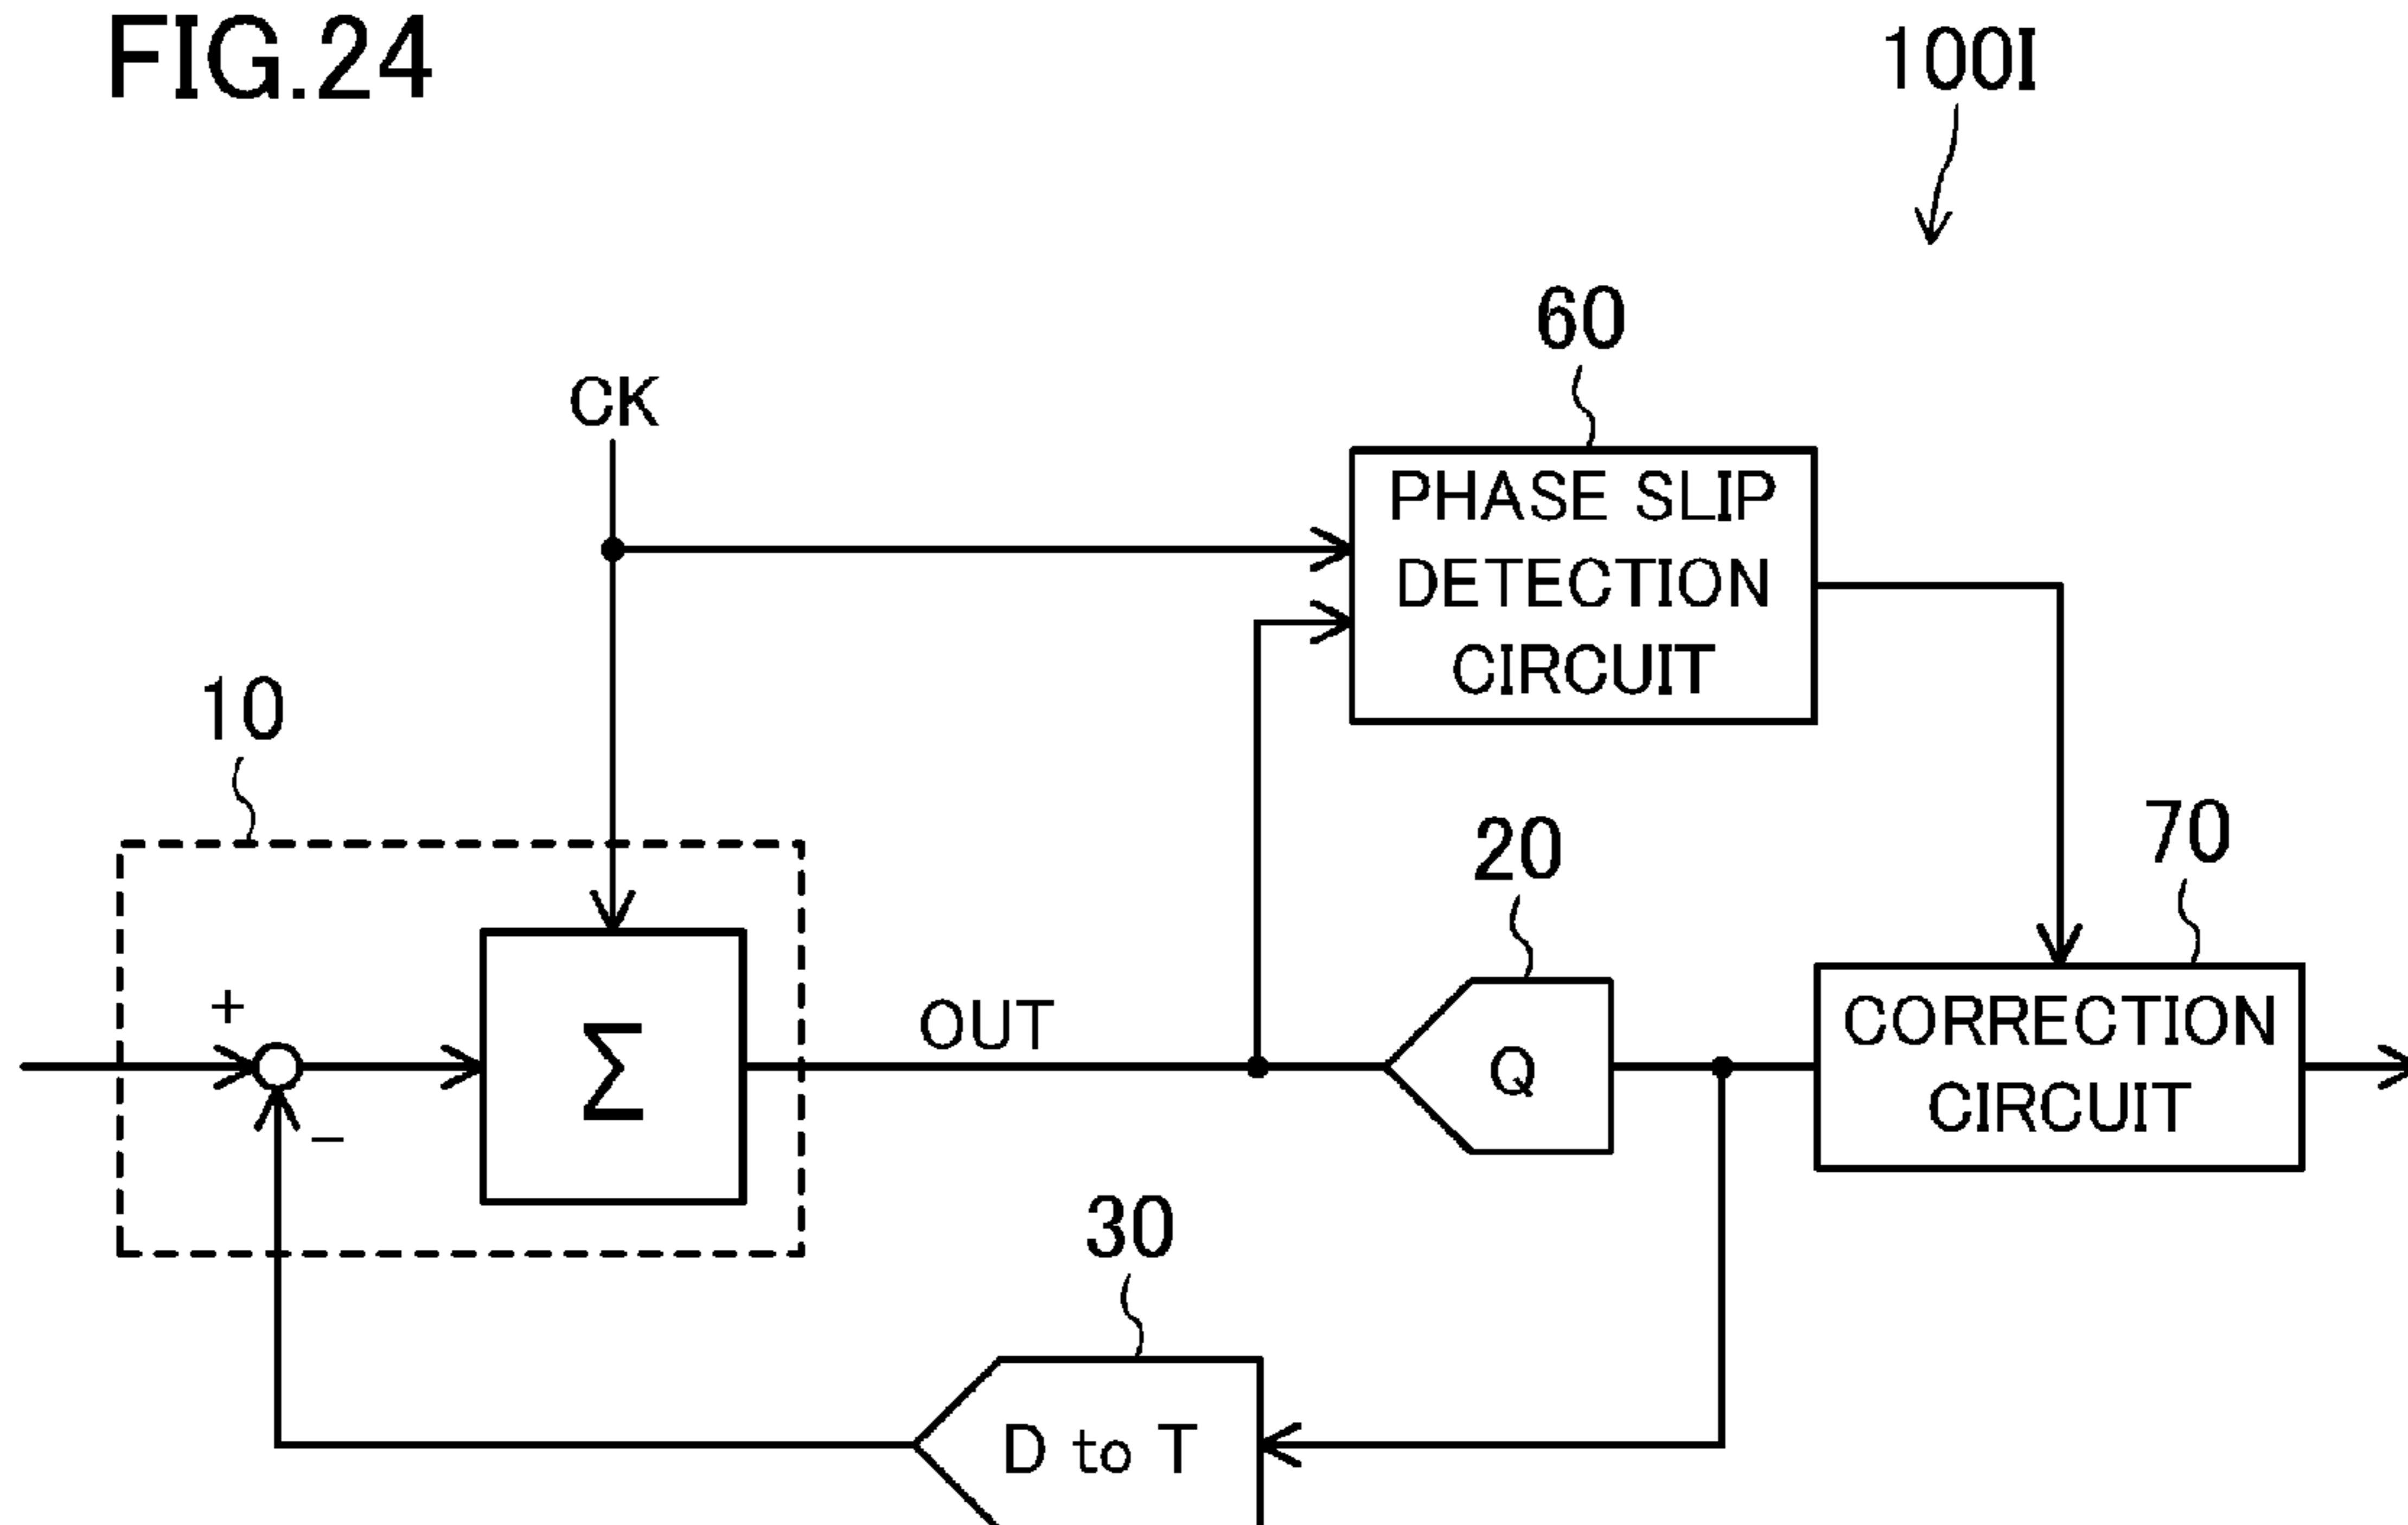 FIG.24
100I
60
CK
PHASE SLIP
DETECTION
CIRCUIT
10
20
70
+
Σ
OUT
Q
CORRECTION
CIRCUIT
−
30
D to T